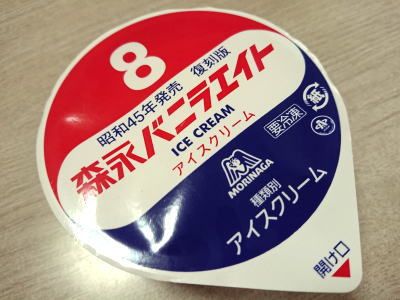 8
昭和45年発売 復刻版
森永バニラエイト
ICE CREAM
アイスクリーム
紙
要冷凍
MORINAGA
種類別
アイスクリーム
開け口